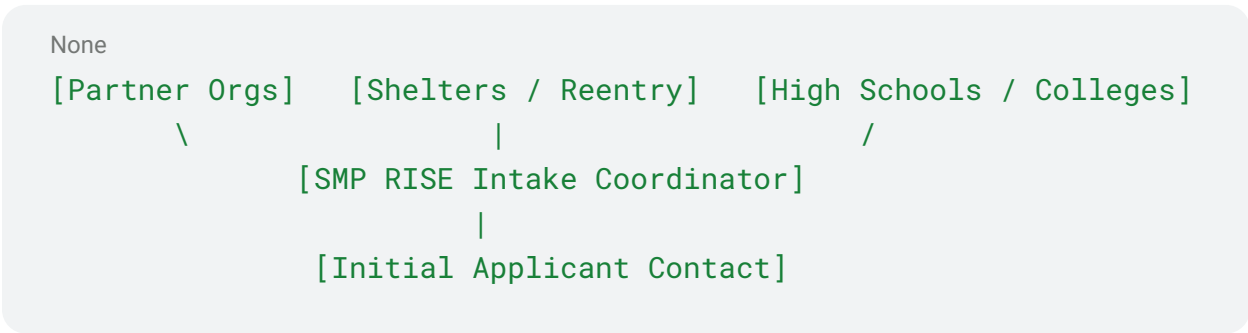 None
[Partner Orgs]   [Shelters / Reentry]   [High Schools / Colleges]
       \                 |                    /
              [SMP RISE Intake Coordinator]
                        |
               [Initial Applicant Contact]